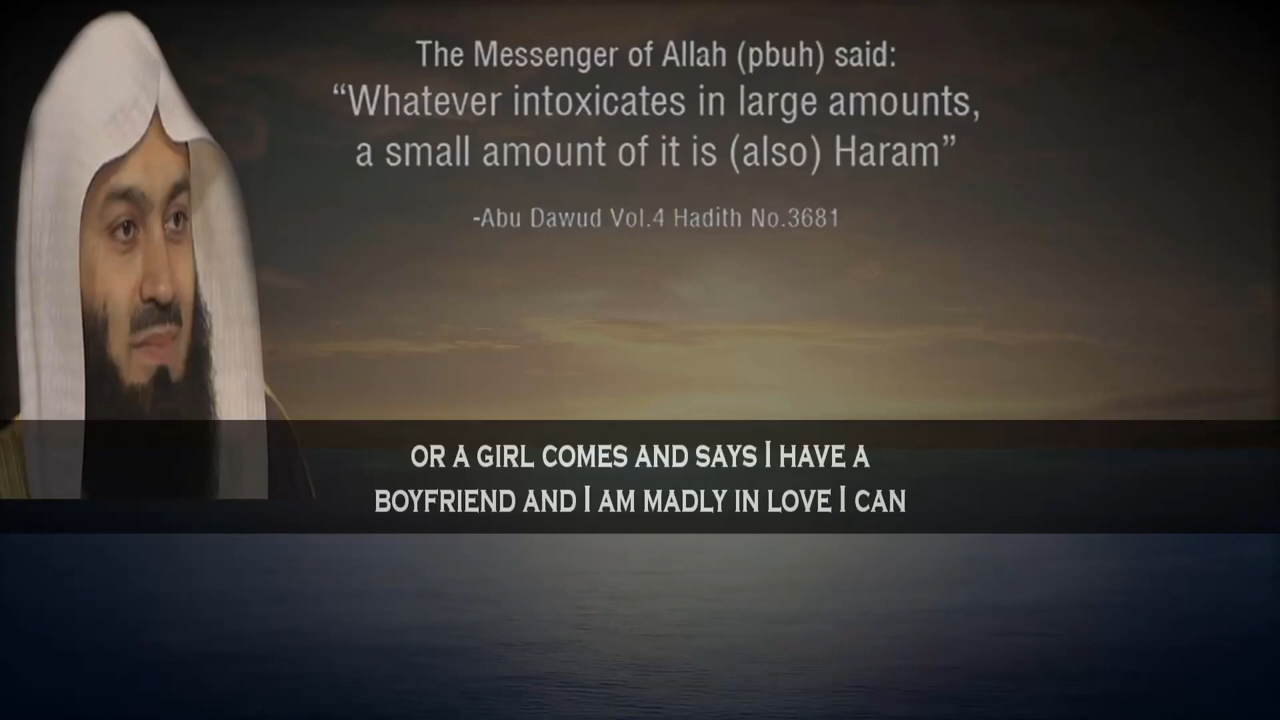 The Messenger of Allah (pbuh) said:
“Whatever intoxicates in large amounts,
a small amount of it is (also) Haram”
-Abu Dawud Vol.4 Hadith No.3681
OR A GIRL COMES AND SAYS I HAVE A
BOYFRIEND AND I AM MADLY IN LOVE I CAN